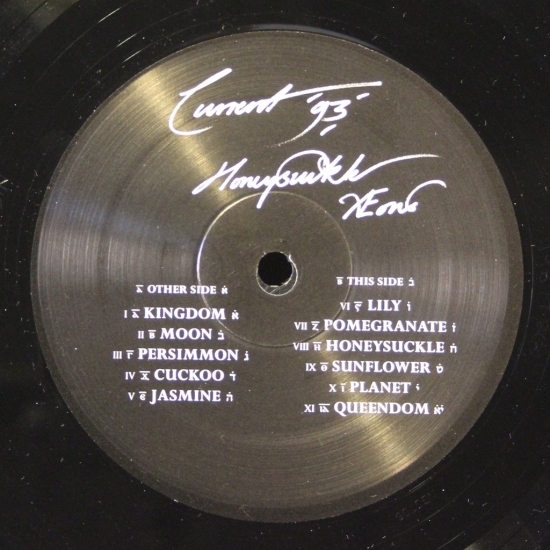 Current '93'
Honeysuckle
Æons
ⲁ̅ OTHER SIDE א
I ⲁ̅ KINGDOM א
II ⲃ̅ MOON ב
III ⲅ̅ PERSIMMON ג
IV ⲇ̅ CUCKOO ד
V ⲉ̅ JASMINE ה
ⲃ̅ THIS SIDE ב
VI ⲋ̅ LILY ו
VII ⲍ̅ POMEGRANATE ז
VIII ⲏ̅ HONEYSUCKLE ח
IX ⲑ̅ SUNFLOWER ט
X ⲓ̅ PLANET י
XI ⲓ̅ⲁ̅ QUEENDOM יא